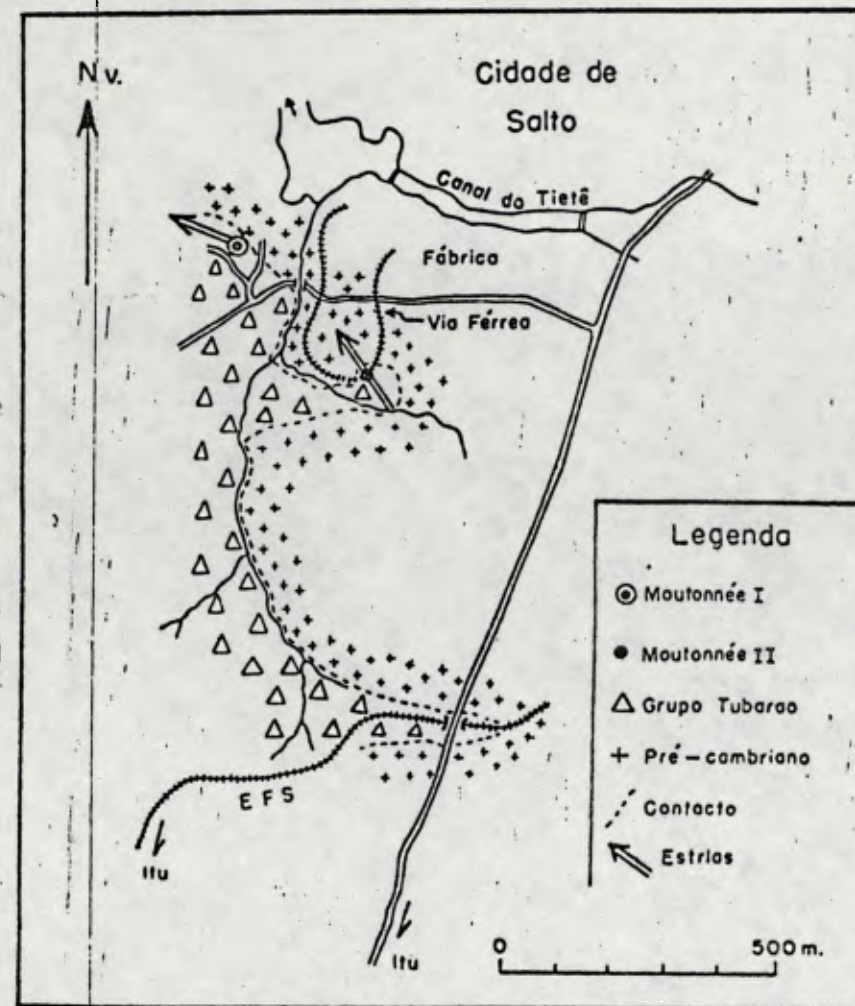 N v.
Cidade de
Salto
Canal do Tietê
Fábrica
Via Férrea
EFS
Itu
Itu
Legenda
Moutonnée I
Moutonnée II
Grupo Tubarao
Pré-cambriano
Contacto
Estrias
0 500 m.